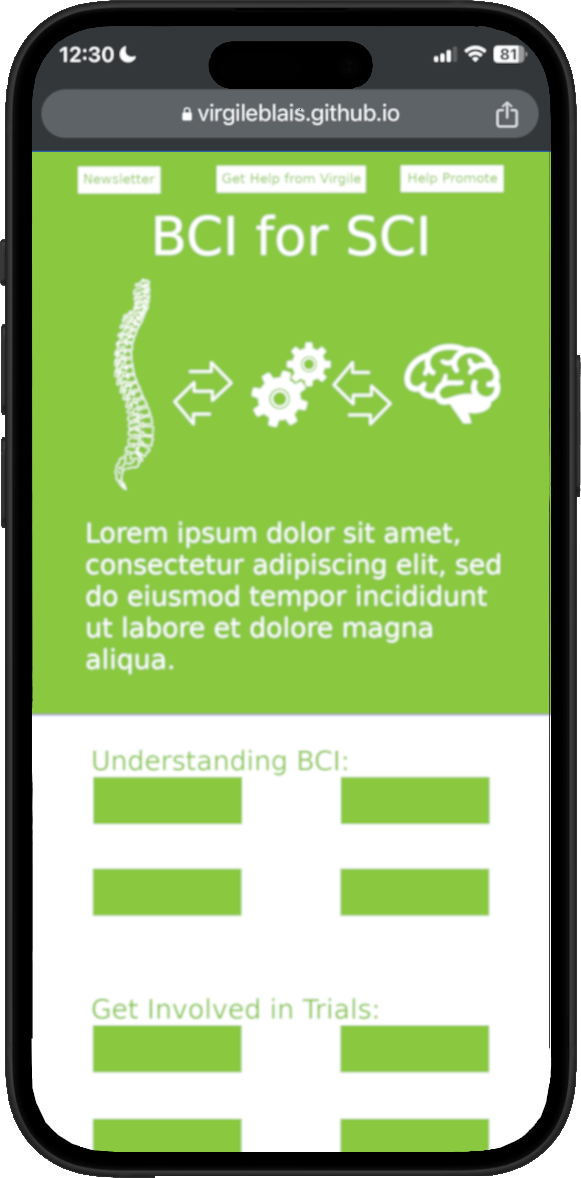 12:30
81
virgileblais.github.io
Newsletter
Get Help from Virgile
Help Promote
BCI for SCI
Lorem ipsum dolor sit amet,
consectetur adipiscing elit, sed
do eiusmod tempor incididunt
ut labore et dolore magna
aliqua.
Understanding BCI:
Get Involved in Trials: